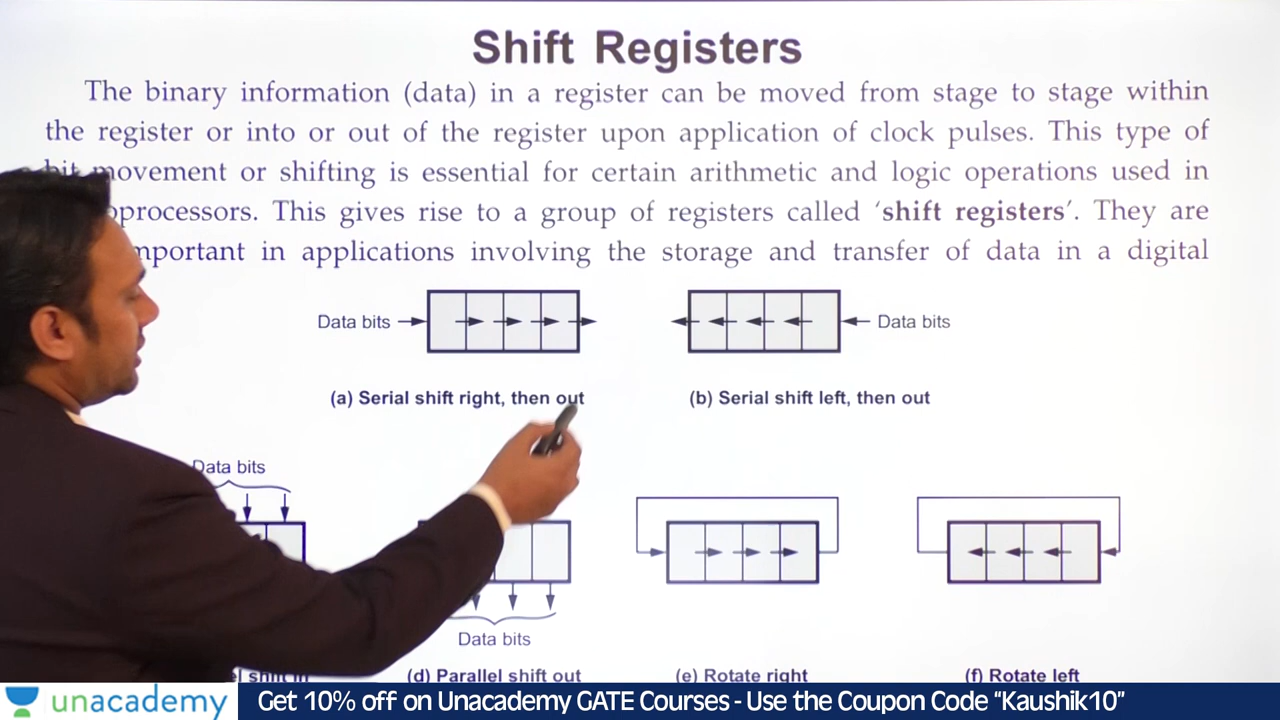 Shift Registers
The binary information (data) in a register can be moved from stage to stage within
the register or into or out of the register upon application of clock pulses. This type of
movement or shifting is essential for certain arithmetic and logic operations used in
This gives rise to a group of registers called ‘shift registers’. They are
in applications involving the storage and transfer of data in a digital
Data bits
Data bits
(a) Serial shift right, then out
(b) Serial shift left, then out
Data bits
Data bits
(d) Parallel shift out
(e) Rotate right
(f) Rotate left
unacademy
Get 10% off on Unacademy GATE Courses - Use the Coupon Code “Kaushik10”